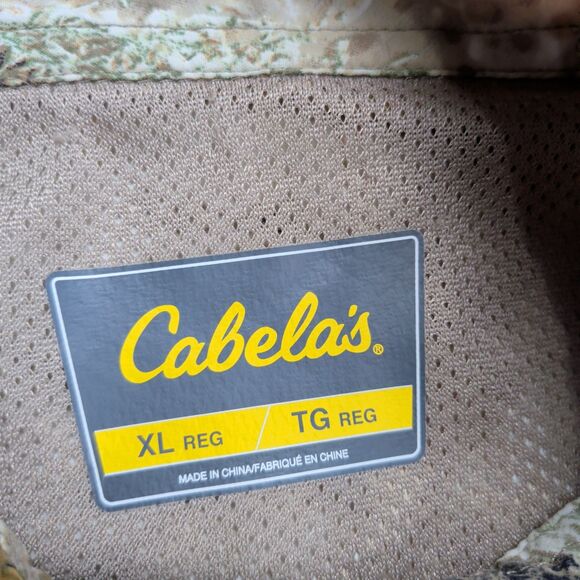 Cabela's®
XL REG / TG REG
MADE IN CHINA/FABRIQUÉ EN CHINE